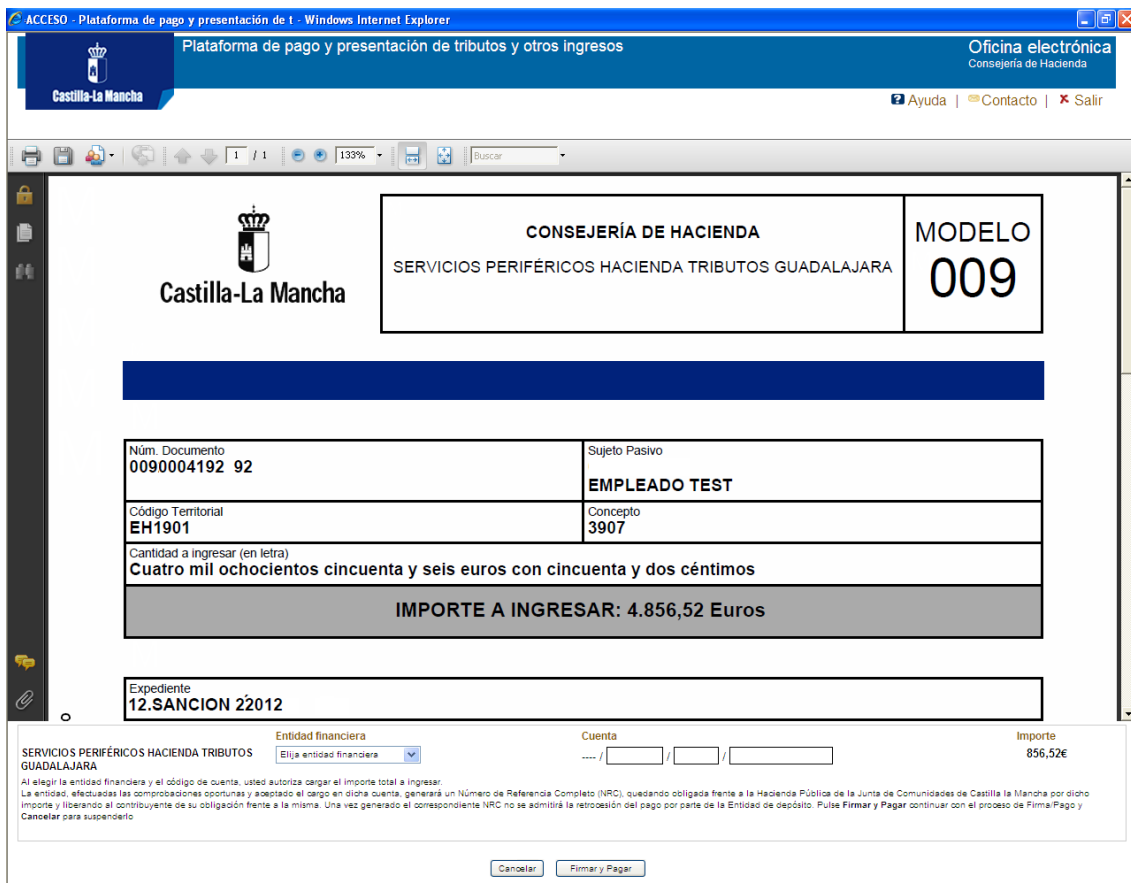 ACCESO - Plataforma de pago y presentación de t - Windows Internet Explorer
Plataforma de pago y presentación de tributos y otros ingresos
Oficina electrónica
Consejería de Hacienda
Castilla-La Mancha
Ayuda | Contacto | Salir
1 / 1 133% Buscar
Castilla-La Mancha
CONSEJERÍA DE HACIENDA
SERVICIOS PERIFÉRICOS HACIENDA TRIBUTOS GUADALAJARA
MODELO
009
Núm. Documento
0090004192 92
Sujeto Pasivo
EMPLEADO TEST
Código Territorial
EH1901
Concepto
3907
Cantidad a ingresar (en letra)
Cuatro mil ochocientos cincuenta y seis euros con cincuenta y dos céntimos
IMPORTE A INGRESAR: 4.856,52 Euros
Expediente
12.SANCION 22012
Entidad financiera
Cuenta
Importe
SERVICIOS PERIFÉRICOS HACIENDA TRIBUTOS
GUADALAJARA
Elija entidad financiera
---- / / /
856,52€
Al elegir la entidad financiera y el código de cuenta, usted autoriza cargar el importe total a ingresar.
La entidad, efectuadas las comprobaciones oportunas y aceptado el cargo en dicha cuenta, generará un Número de Referencia Completo (NRC), quedando obligada frente a la Hacienda Pública de la Junta de Comunidades de Castilla la Mancha por dicho
importe y liberando al contribuyente de su obligación frente a la misma. Una vez generado el correspondiente NRC no se admitirá la retrocesión del pago por parte de la Entidad de depósito. Pulse Firmar y Pagar continuar con el proceso de Firma/Pago y
Cancelar para suspenderlo
Cancelar
Firmar y Pagar